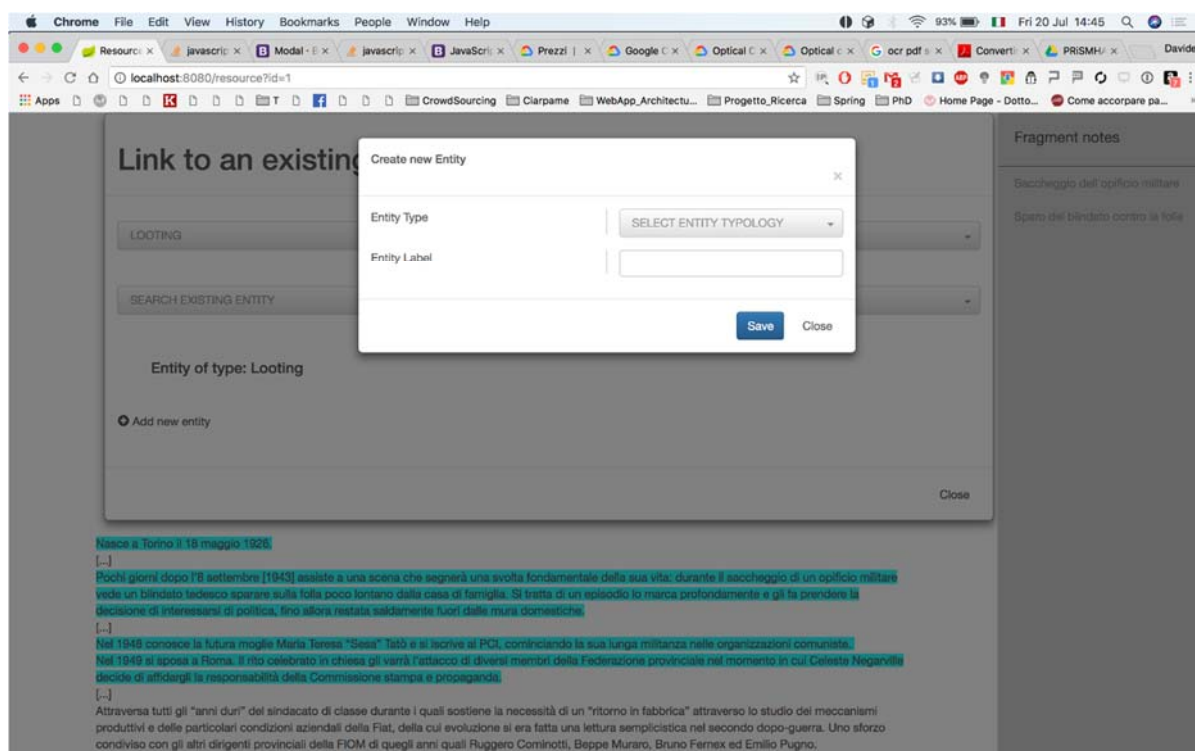 Chrome File Edit View History Bookmarks People Window Help 93% Fri 20 Jul 14:45
Resourc × javascrip × Modal · B × javascrip × JavaScri × Prezzi | × Google C × Optical C × Optical c × ocr pdf s × Converti × PRiSMHA × Davide
localhost:8080/resource?id=1
Apps T CrowdSourcing Ciarpame WebApp_Architectu... Progetto_Ricerca Spring PhD Home Page - Dotto... Come accorpare pa...
Link to an existing
Fragment notes
Create new Entity
×
Saccheggio dell'opificio militare
Entity Type SELECT ENTITY TYPOLOGY
Sparo del blindato contro la folla
LOOTING
Entity Label
SEARCH EXISTING ENTITY
Save Close
Entity of type: Looting
Add new entity
Close
Nasce a Torino il 18 maggio 1926.
[...]
Pochi giorni dopo l'8 settembre [1943] assiste a una scena che segnerà una svolta fondamentale della sua vita: durante il saccheggio di un opificio militare
vede un blindato tedesco sparare sulla folla poco lontano dalla casa di famiglia. Si tratta di un episodio lo marca profondamente e gli fa prendere la
decisione di interessarsi di politica, fino allora restata saldamente fuori dalle mura domestiche.
[...]
Nel 1948 conosce la futura moglie Maria Teresa "Sesa" Tatò e si iscrive al PCI, cominciando la sua lunga militanza nelle organizzazioni comuniste.
Nel 1949 si sposa a Roma. Il rito celebrato in chiesa gli varrà l'attacco di diversi membri della Federazione provinciale nel momento in cui Celeste Negarville
decide di affidargli la responsabilità della Commissione stampa e propaganda.
[...]
Attraversa tutti gli "anni duri" del sindacato di classe durante i quali sostiene la necessità di un "ritorno in fabbrica" attraverso lo studio dei meccanismi
produttivi e delle particolari condizioni aziendali della Fiat, della cui evoluzione si era fatta una lettura semplicistica nel secondo dopo-guerra. Uno sforzo
condiviso con gli altri dirigenti provinciali della FIOM di quegli anni quali Ruggero Cominotti, Beppe Muraro, Bruno Fernex ed Emilio Pugno.